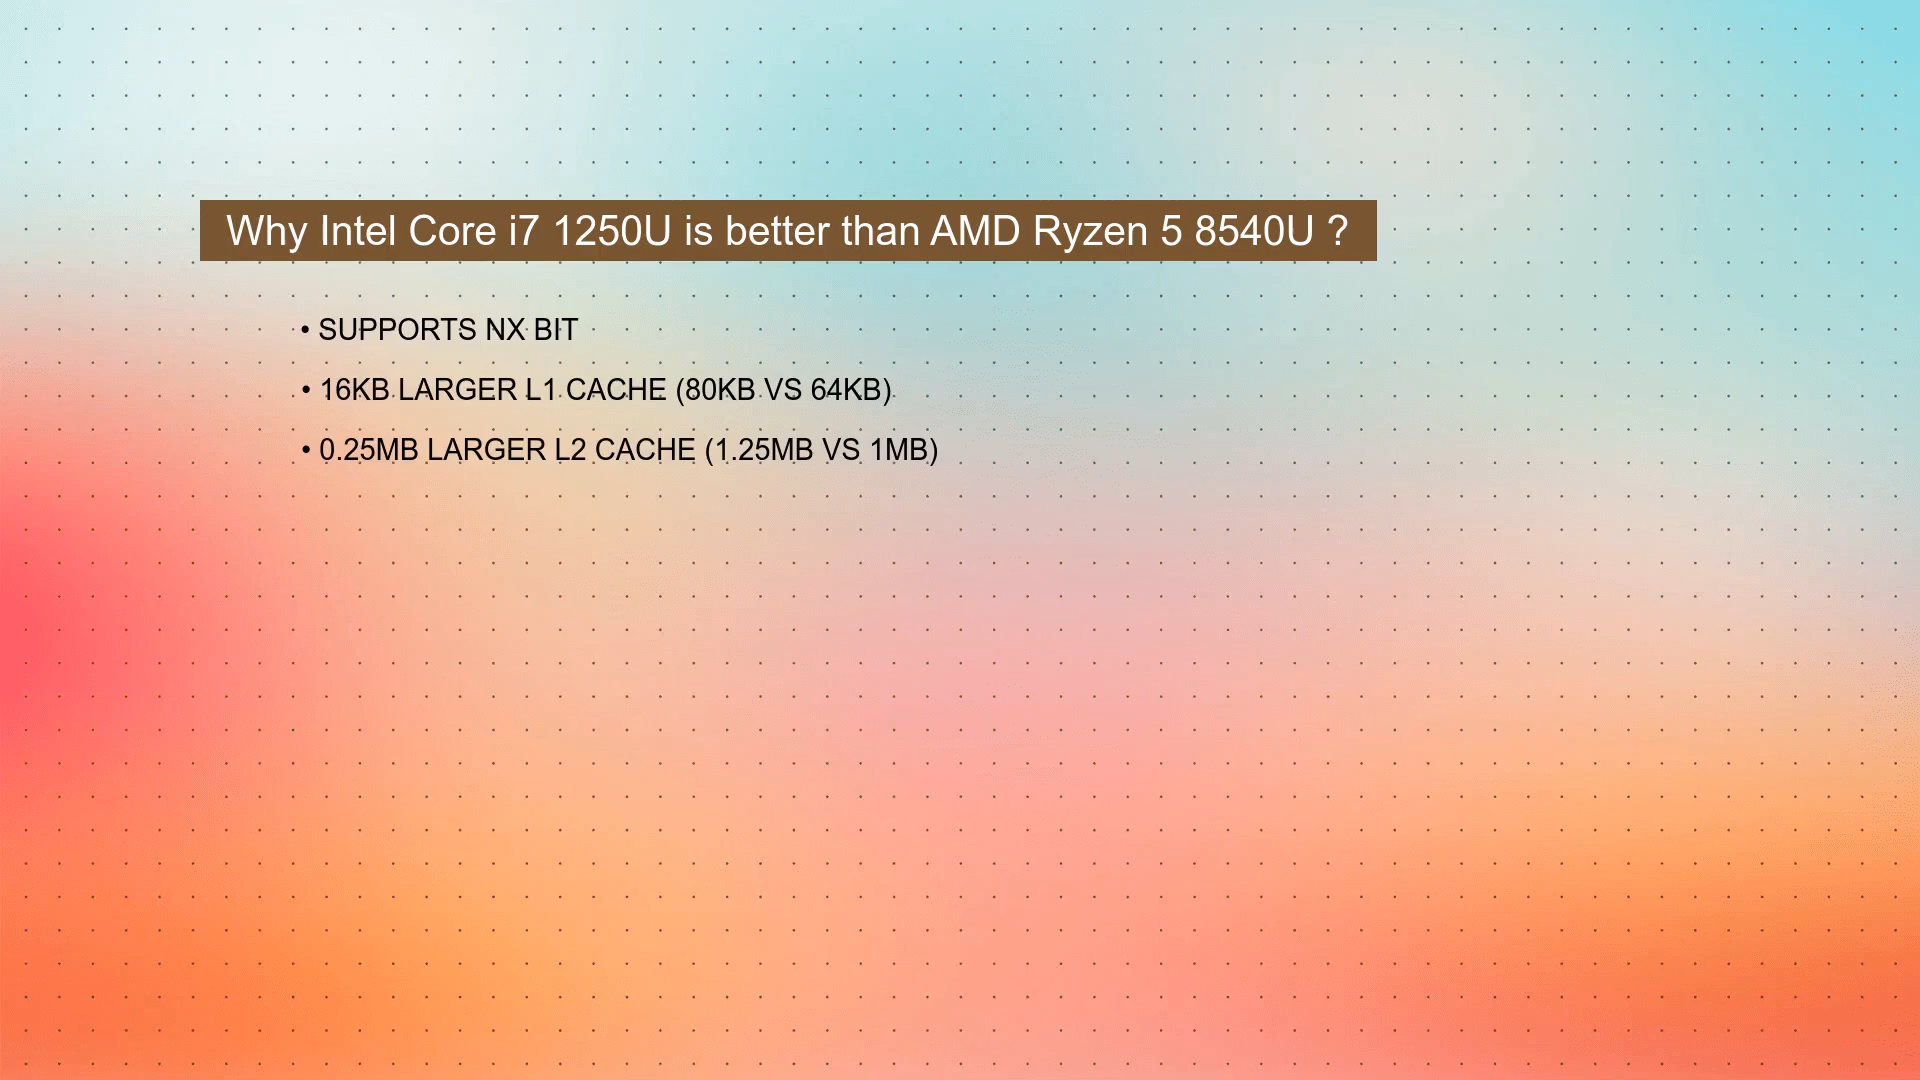 Why Intel Core i7 1250U is better than AMD Ryzen 5 8540U ?
• SUPPORTS NX BIT
• 16KB LARGER L1 CACHE (80KB VS 64KB)
• 0.25MB LARGER L2 CACHE (1.25MB VS 1MB)